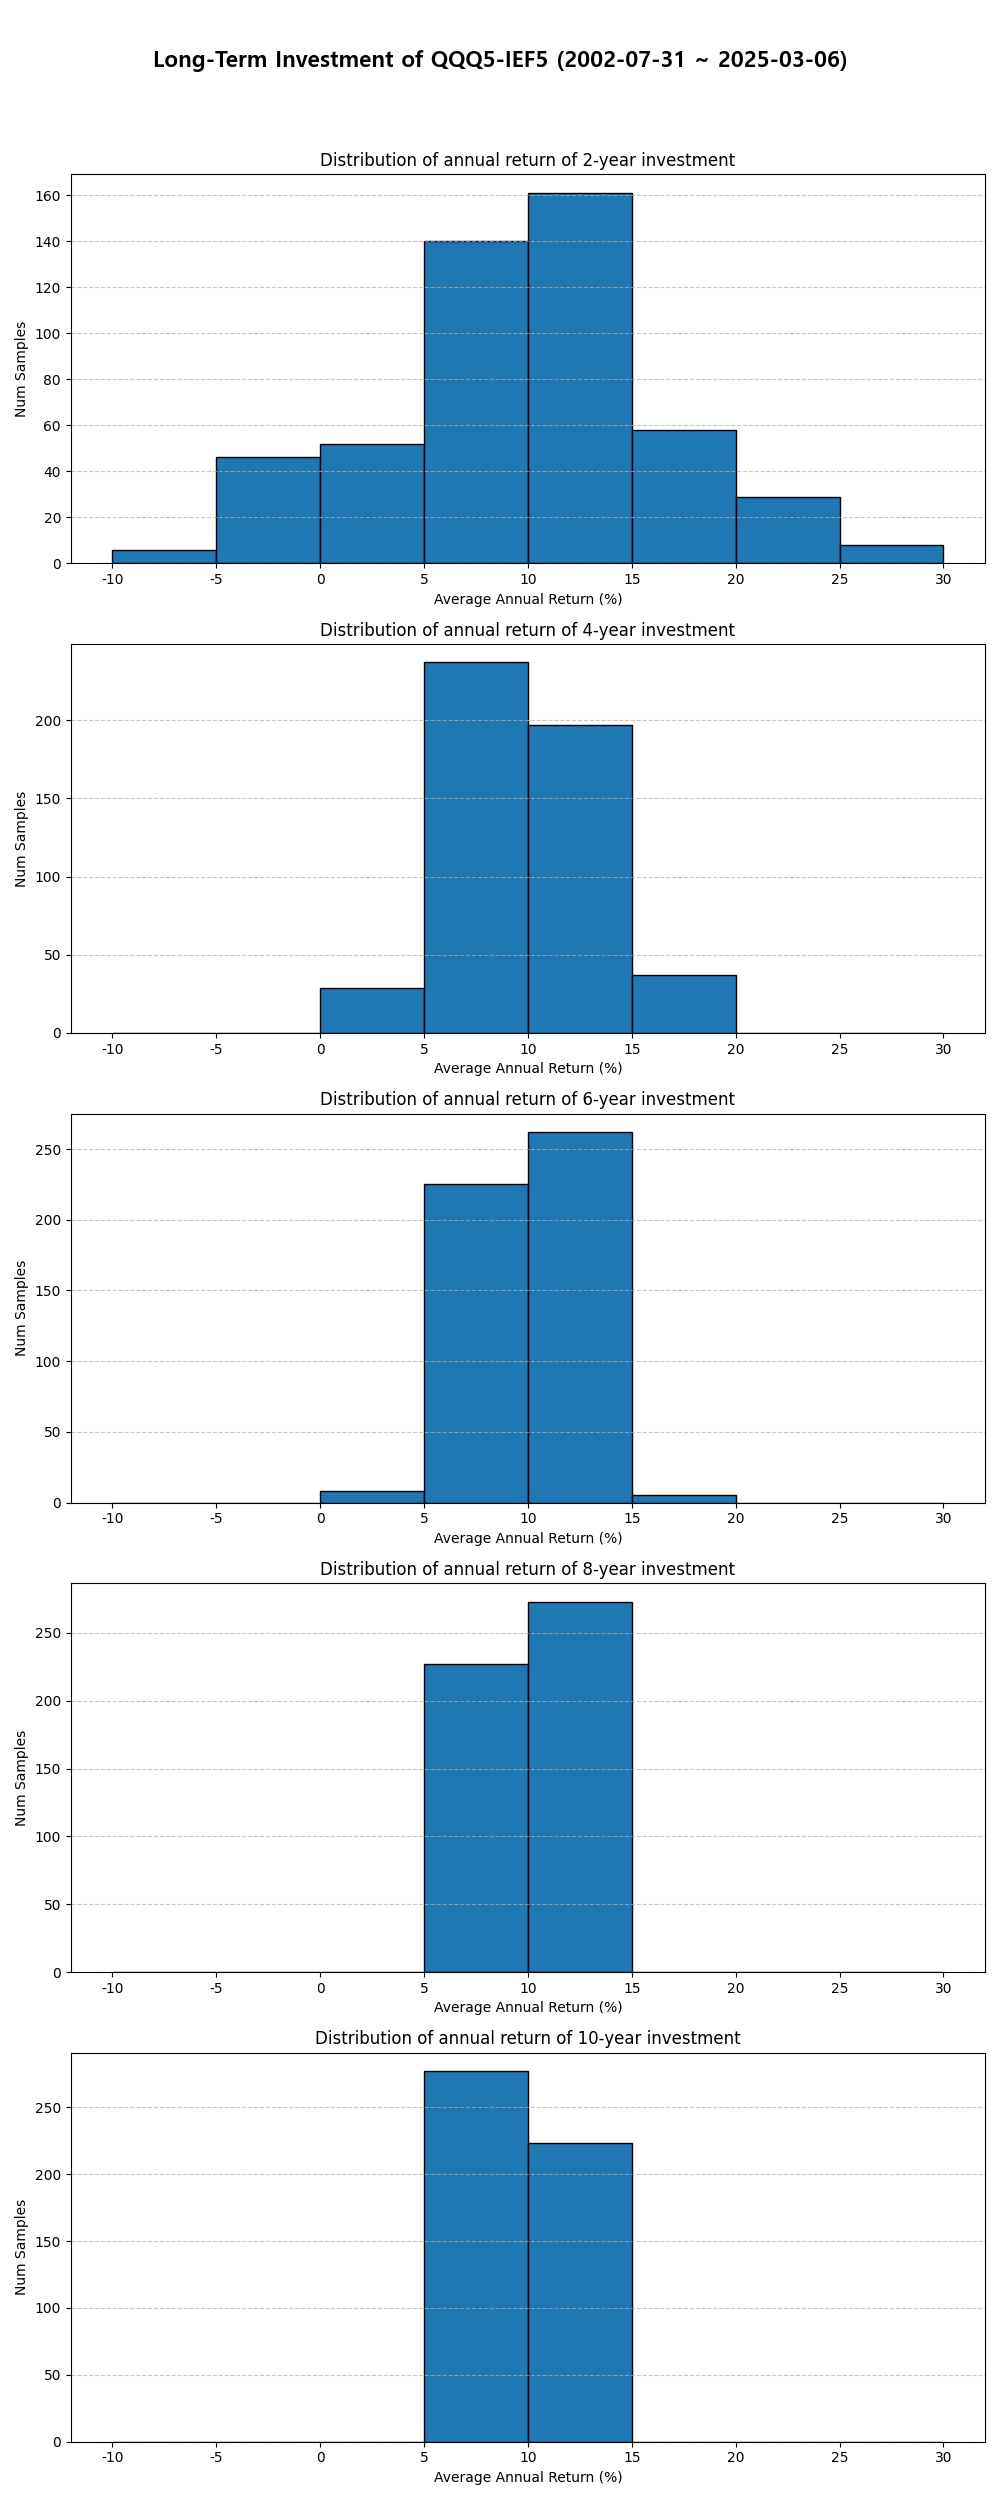 Long-Term Investment of QQQ5-IEF5 (2002-07-31 ~ 2025-03-06)
Distribution of annual return of 2-year investment
160
140
120
100
80
60
40
20
0
Num Samples
-10 -5 0 5 10 15 20 25 30
Average Annual Return (%)
Distribution of annual return of 4-year investment
200
150
100
50
0
Num Samples
-10 -5 0 5 10 15 20 25 30
Average Annual Return (%)
Distribution of annual return of 6-year investment
250
200
150
100
50
0
Num Samples
-10 -5 0 5 10 15 20 25 30
Average Annual Return (%)
Distribution of annual return of 8-year investment
250
200
150
100
50
0
Num Samples
-10 -5 0 5 10 15 20 25 30
Average Annual Return (%)
Distribution of annual return of 10-year investment
250
200
150
100
50
0
Num Samples
-10 -5 0 5 10 15 20 25 30
Average Annual Return (%)